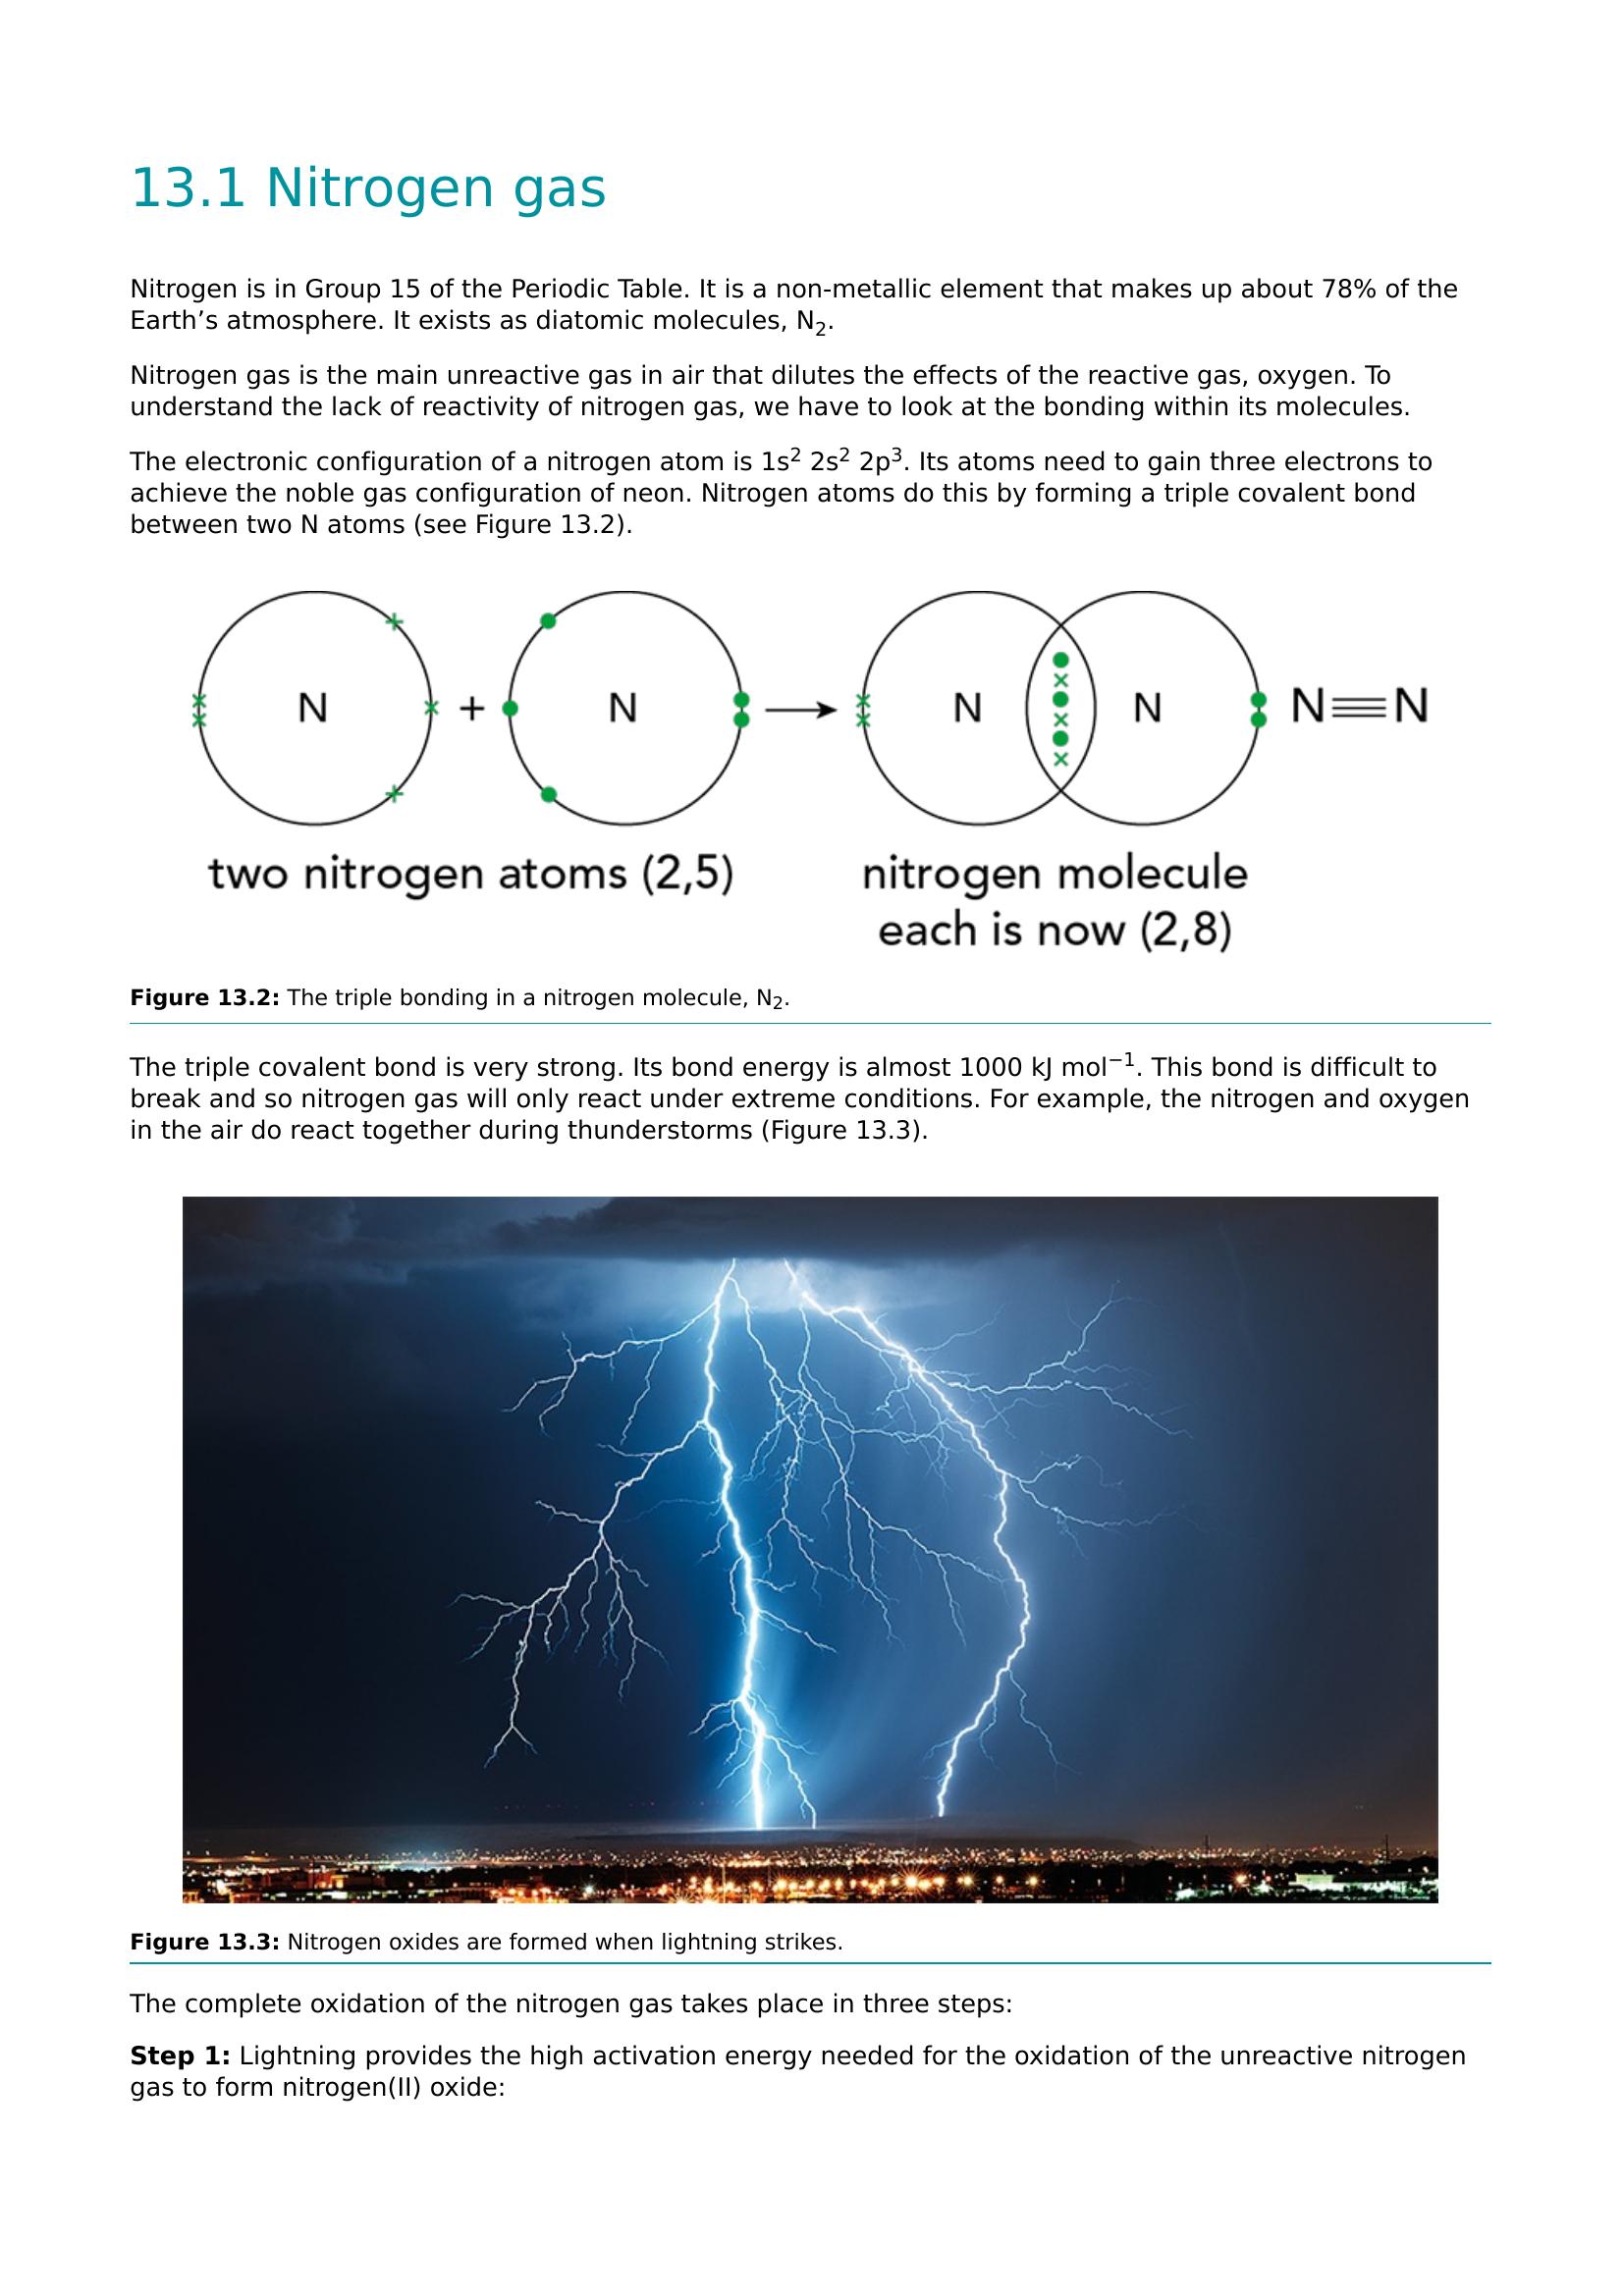 13.1 Nitrogen gas
Nitrogen is in Group 15 of the Periodic Table. It is a non-metallic element that makes up about 78% of the
Earth’s atmosphere. It exists as diatomic molecules, N₂.
Nitrogen gas is the main unreactive gas in air that dilutes the effects of the reactive gas, oxygen. To
understand the lack of reactivity of nitrogen gas, we have to look at the bonding within its molecules.
The electronic configuration of a nitrogen atom is 1s² 2s² 2p³. Its atoms need to gain three electrons to
achieve the noble gas configuration of neon. Nitrogen atoms do this by forming a triple covalent bond
between two N atoms (see Figure 13.2).
N + N → N N N≡N
two nitrogen atoms (2,5) nitrogen molecule
each is now (2,8)
Figure 13.2: The triple bonding in a nitrogen molecule, N₂.
The triple covalent bond is very strong. Its bond energy is almost 1000 kJ mol⁻¹. This bond is difficult to
break and so nitrogen gas will only react under extreme conditions. For example, the nitrogen and oxygen
in the air do react together during thunderstorms (Figure 13.3).
Figure 13.3: Nitrogen oxides are formed when lightning strikes.
The complete oxidation of the nitrogen gas takes place in three steps:
Step 1: Lightning provides the high activation energy needed for the oxidation of the unreactive nitrogen
gas to form nitrogen(II) oxide: